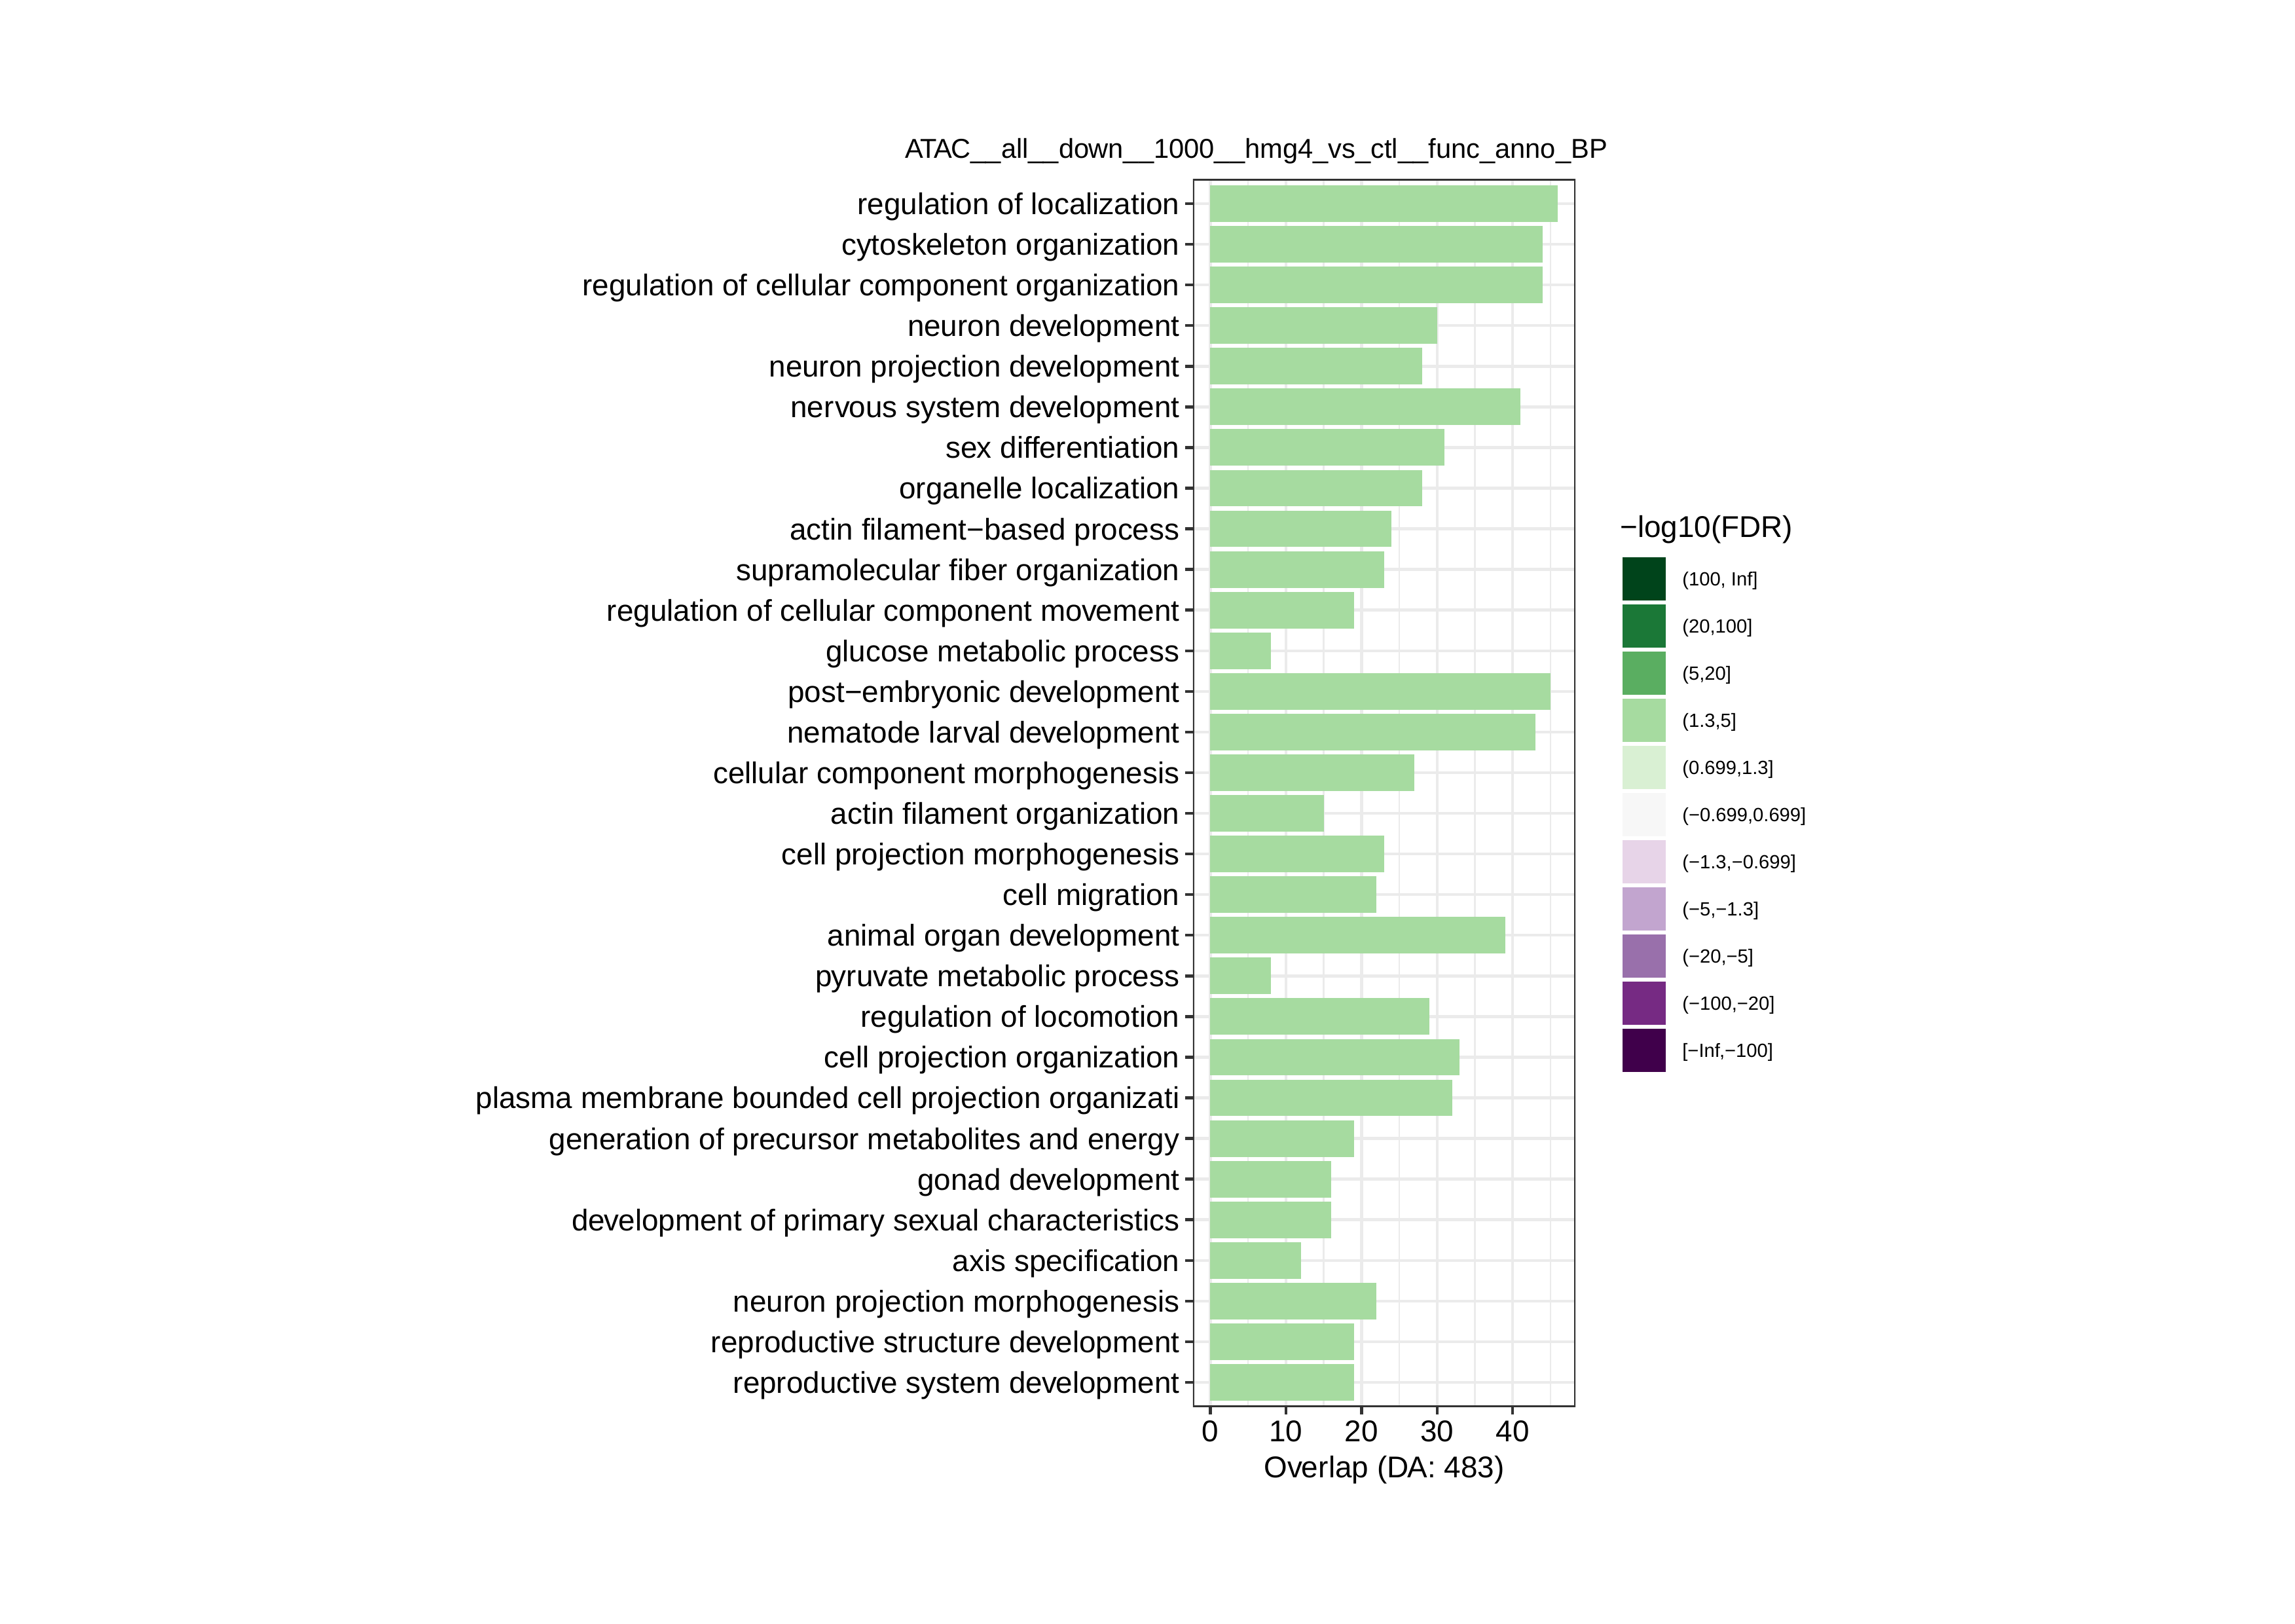 ATAC__all__down__1000__hmg4_vs_ctl__func_anno_BP
regulation of localization
cytoskeleton organization
regulation of cellular component organization
neuron development
neuron projection development
nervous system development
sex differentiation
organelle localization
actin filament−based process
supramolecular fiber organization
regulation of cellular component movement
glucose metabolic process
post−embryonic development
nematode larval development
cellular component morphogenesis
actin filament organization
cell projection morphogenesis
cell migration
animal organ development
pyruvate metabolic process
regulation of locomotion
cell projection organization
plasma membrane bounded cell projection organizati
generation of precursor metabolites and energy
gonad development
development of primary sexual characteristics
axis specification
neuron projection morphogenesis
reproductive structure development
reproductive system development
0 10 20 30 40
Overlap (DA: 483)
−log10(FDR)
(100, Inf]
(20,100]
(5,20]
(1.3,5]
(0.699,1.3]
(−0.699,0.699]
(−1.3,−0.699]
(−5,−1.3]
(−20,−5]
(−100,−20]
[−Inf,−100]